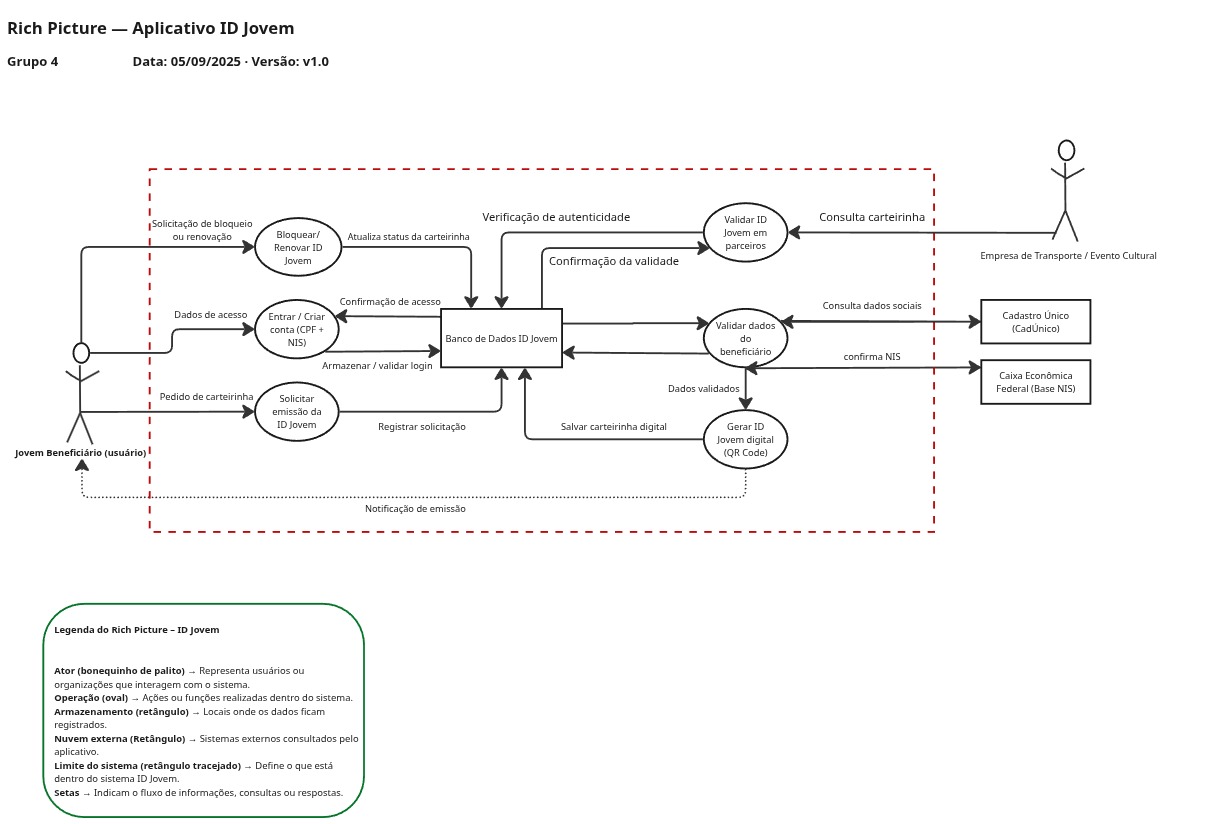 Rich Picture — Aplicativo ID Jovem
Grupo 4
Data: 05/09/2025 · Versão: v1.0
Solicitação de bloqueio
ou renovação
Bloquear/
Renovar ID
Jovem
Atualiza status da carteirinha
Verificação de autenticidade
Validar ID
Jovem em
parceiros
Consulta carteirinha
Confirmação da validade
Empresa de Transporte / Evento Cultural
Dados de acesso
Entrar / Criar
conta (CPF +
NIS)
Confirmação de acesso
Armazenar / validar login
Banco de Dados ID Jovem
Validar dados
do
beneficiário
Consulta dados sociais
Cadastro Único
(CadÚnico)
confirma NIS
Caixa Econômica
Federal (Base NIS)
Dados validados
Pedido de carteirinha
Solicitar
emissão da
ID Jovem
Registrar solicitação
Salvar carteirinha digital
Gerar ID
Jovem digital
(QR Code)
Jovem Beneficiário (usuário)
Notificação de emissão
Legenda do Rich Picture – ID Jovem
Ator (bonequinho de palito) → Representa usuários ou
organizações que interagem com o sistema.
Operação (oval) → Ações ou funções realizadas dentro do sistema.
Armazenamento (retângulo) → Locais onde os dados ficam
registrados.
Nuvem externa (Retângulo) → Sistemas externos consultados pelo
aplicativo.
Limite do sistema (retângulo tracejado) → Define o que está
dentro do sistema ID Jovem.
Setas → Indicam o fluxo de informações, consultas ou respostas.